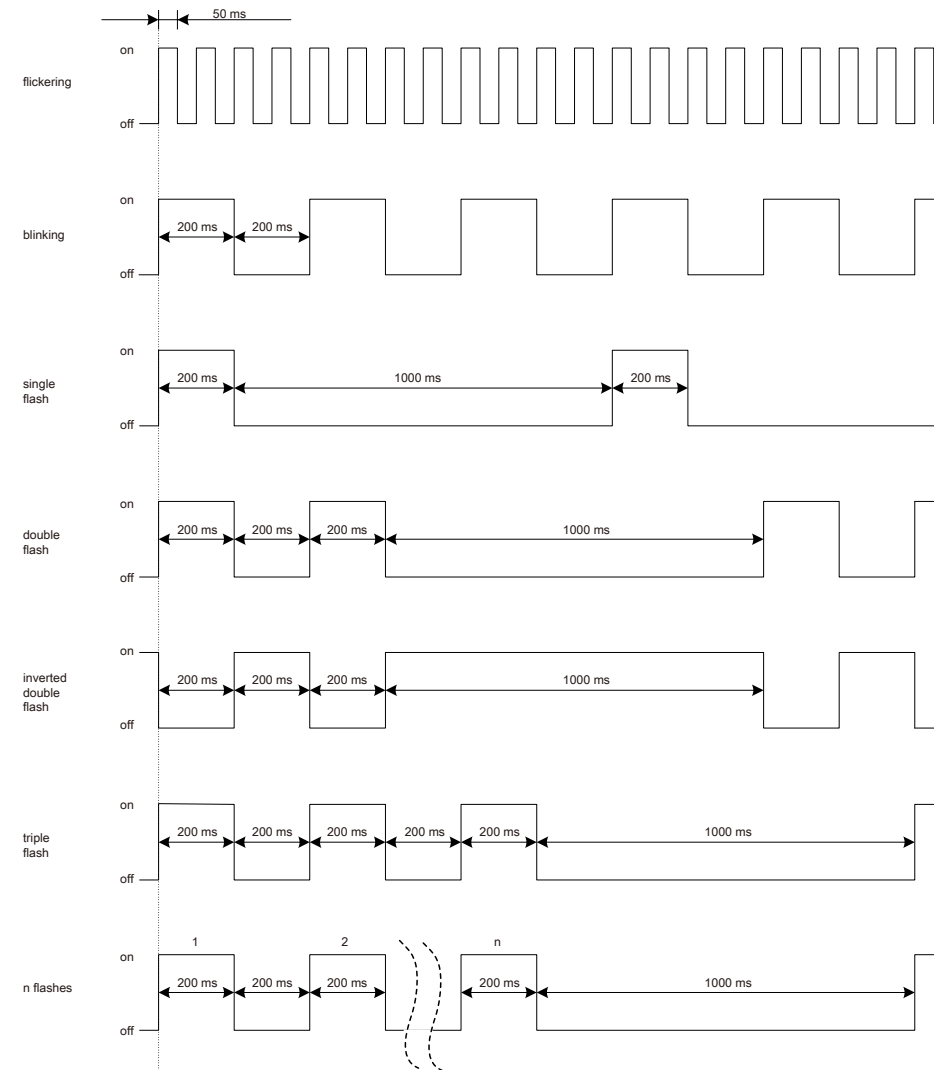 50 ms
on
flickering
off
on
200 ms 200 ms
blinking
off
on
single
flash
200 ms 1000 ms 200 ms
off
on
double
flash
200 ms 200 ms 200 ms 1000 ms
off
on
inverted
double
flash
200 ms 200 ms 200 ms 1000 ms
off
on
triple
flash
200 ms 200 ms 200 ms 200 ms 200 ms 1000 ms
off
1 2 n
on
n flashes
200 ms 200 ms 200 ms 200 ms 1000 ms
off